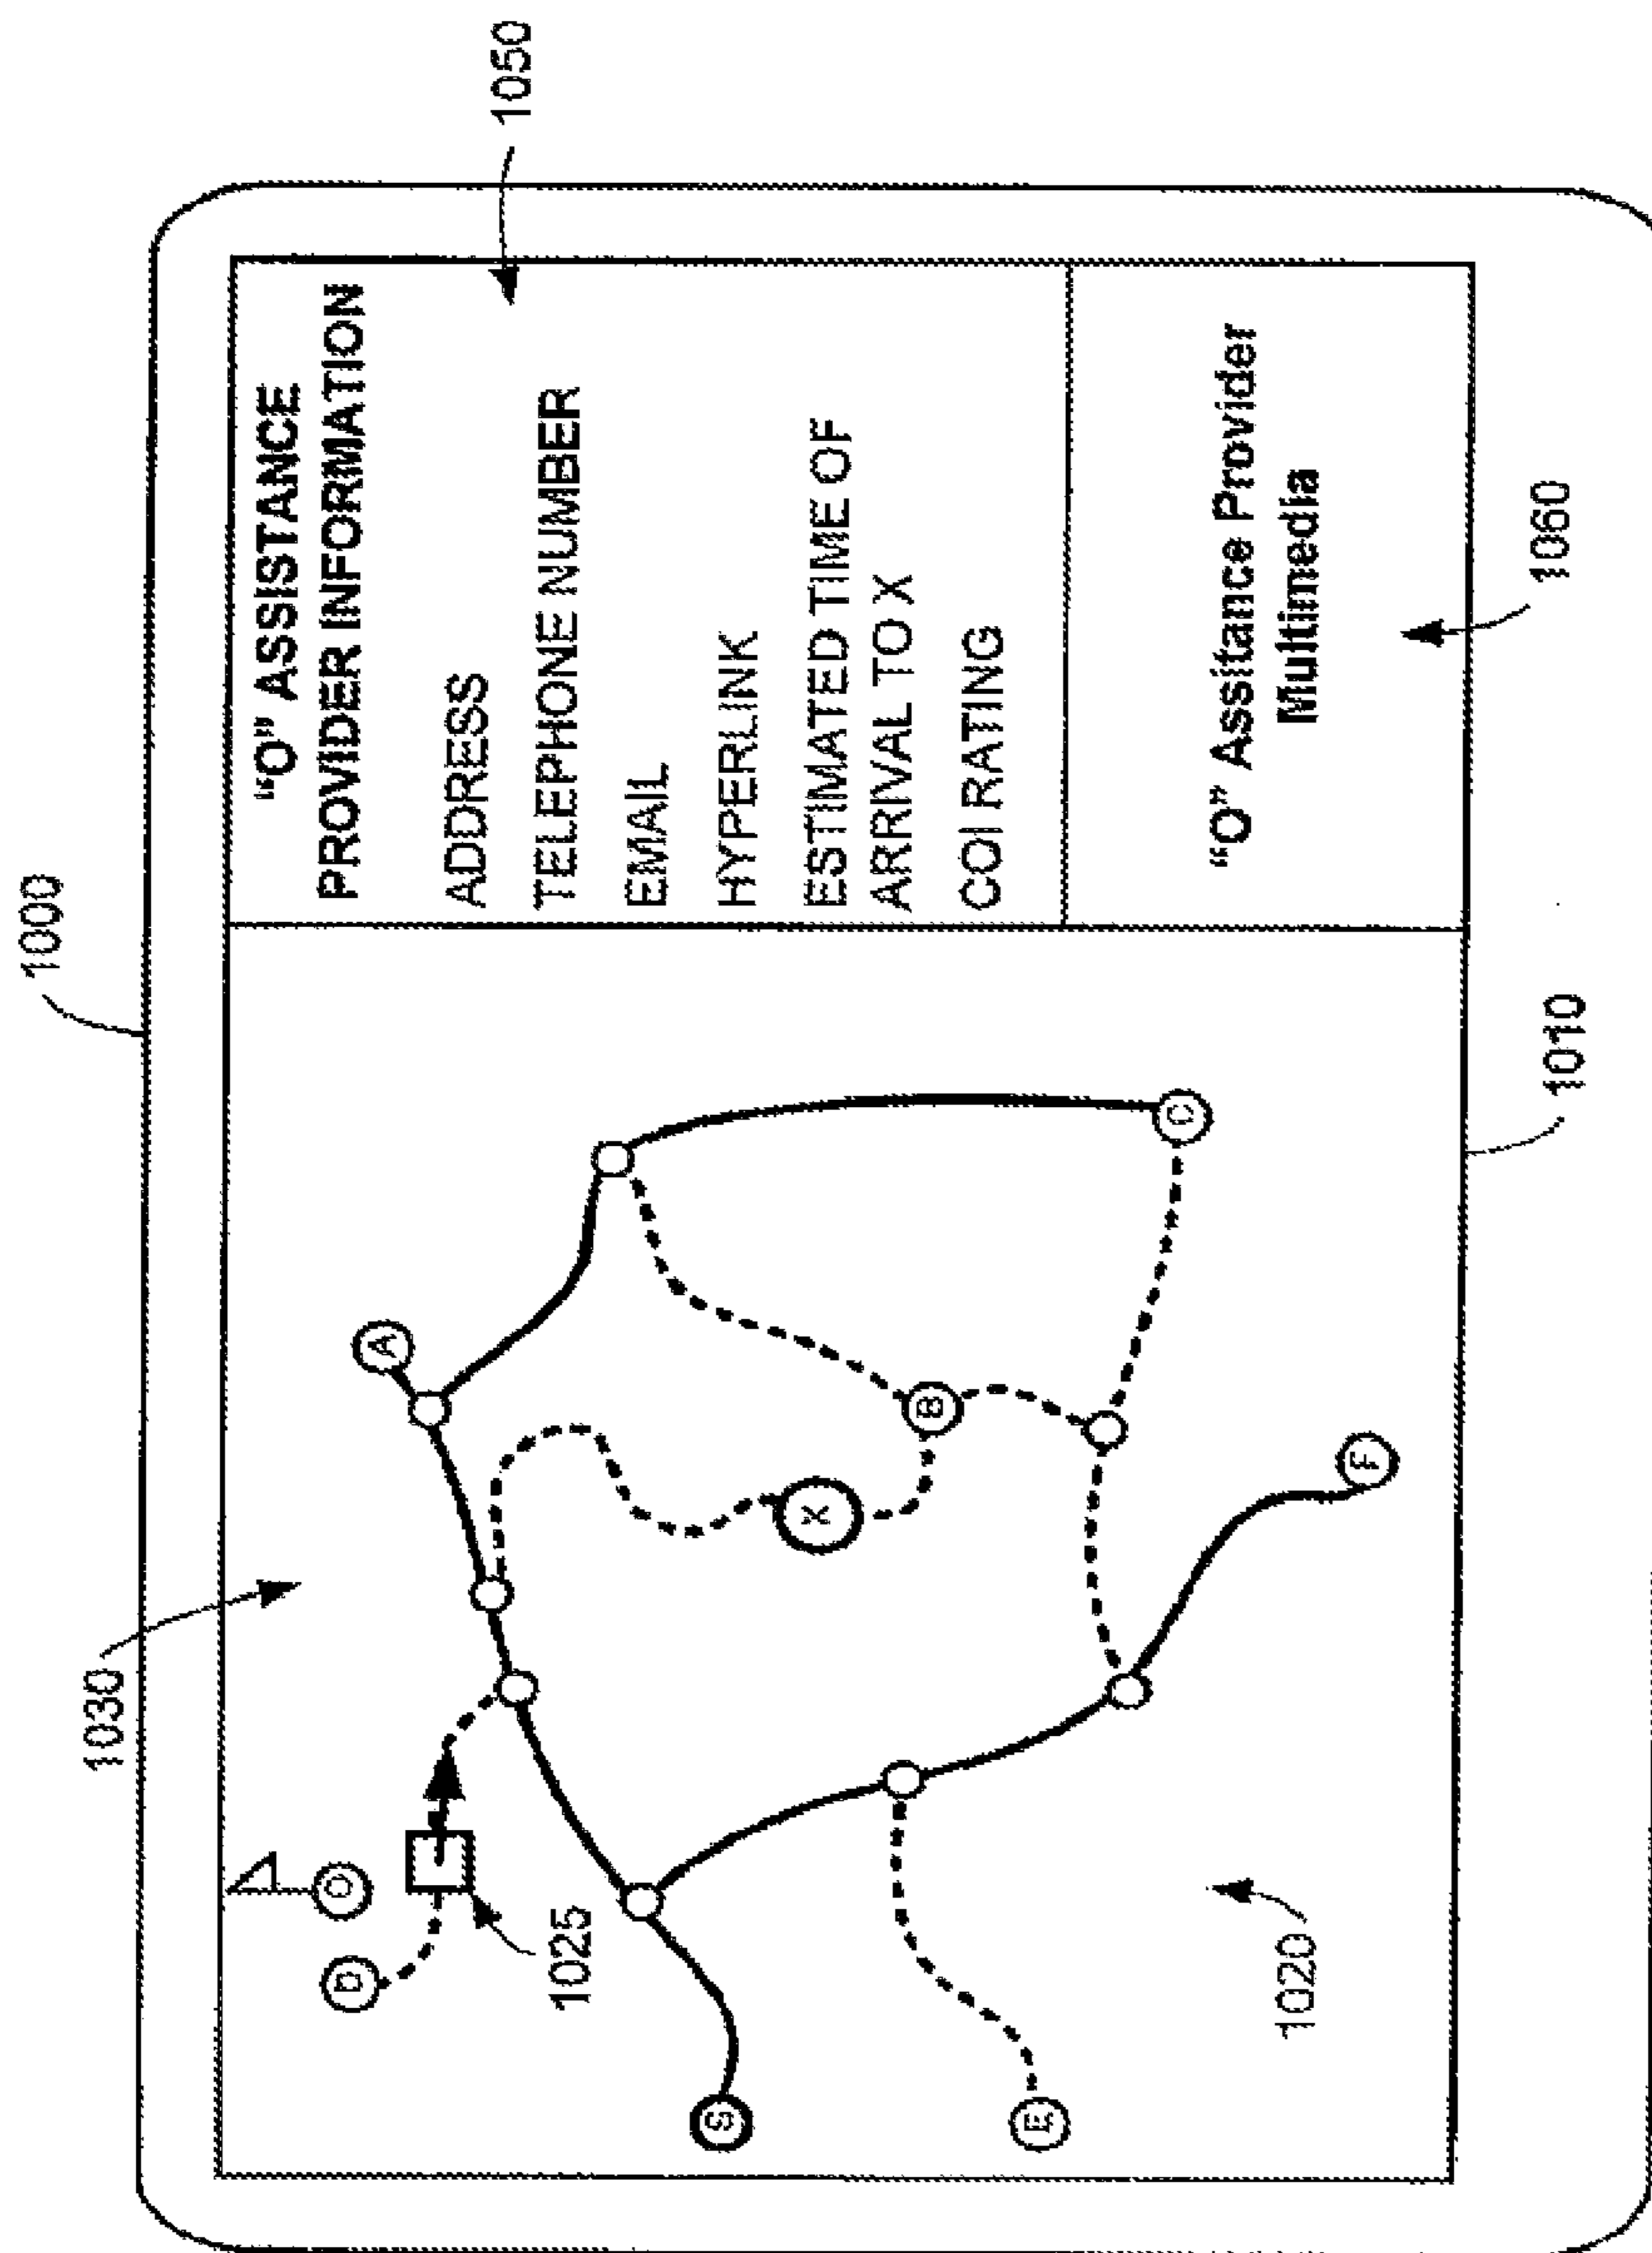 1000
1030
1050
"O" ASSISTANCE
PROVIDER INFORMATION
ADDRESS
TELEPHONE NUMBER
EMAIL
HYPERLINK
ESTIMATED TIME OF
ARRIVAL TO X
COI RATING
"O" Assitance Provider
Multimedia
1060
D
O
A
1025
S
X
B
E
C
F
1020
1010